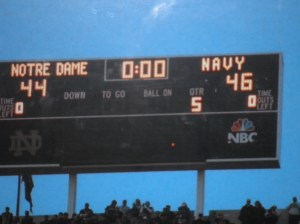 NOTRE DAME 0:00 NAVY
44 46
TIME OUTS LEFT 0 DOWN TO GO BALL ON QTR 5 0 TIME OUTS LEFT
ND NBC